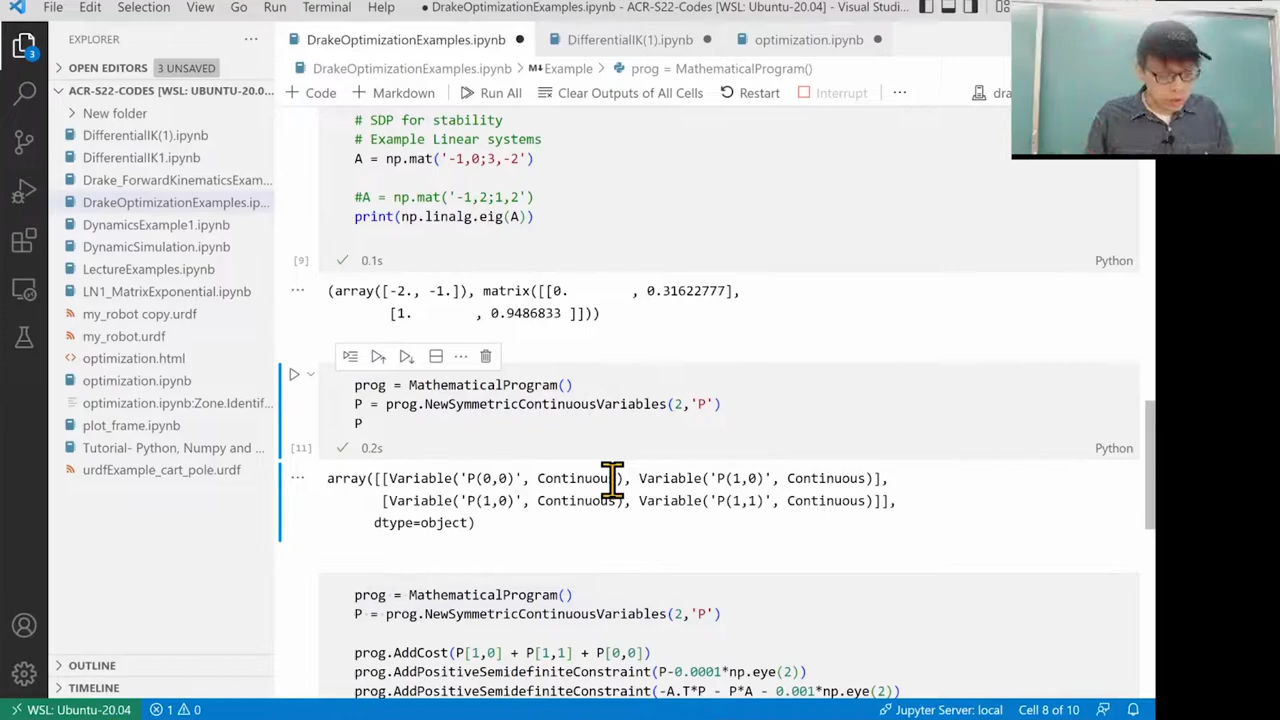 File Edit Selection View Go Run Terminal Help ● DrakeOptimizationExamples.ipynb - ACR-S22-Codes [WSL: Ubuntu-20.04] - Visual Studi...
EXPLORER
DrakeOptimizationExamples.ipynb ●
DifferentialIK(1).ipynb ●
optimization.ipynb ●
OPEN EDITORS 3 UNSAVED
DrakeOptimizationExamples.ipynb > M↓Example > prog = MathematicalProgram()
ACR-S22-CODES [WSL: UBUNTU-20.0...
+ Code + Markdown Run All Clear Outputs of All Cells Restart Interrupt ... dra
New folder
DifferentialIK(1).ipynb
DifferentialIK1.ipynb
Drake_ForwardKinematicsExam...
DrakeOptimizationExamples.ip...
DynamicsExample1.ipynb
DynamicSimulation.ipynb
LectureExamples.ipynb
LN1_MatrixExponential.ipynb
my_robot copy.urdf
my_robot.urdf
optimization.html
optimization.ipynb
optimization.ipynb:Zone.Identif...
plot_frame.ipynb
Tutorial- Python, Numpy and ...
urdfExample_cart_pole.urdf
OUTLINE
TIMELINE
3
# SDP for stability
# Example Linear systems
A = np.mat('-1,0;3,-2')
#A = np.mat('-1,2;1,2')
print(np.linalg.eig(A))
[9] ✓ 0.1s Python
(array([-2., -1.]), matrix([[0. , 0.31622777],
[1. , 0.9486833 ]]))
prog = MathematicalProgram()
P = prog.NewSymmetricContinuousVariables(2,'P')
P
[11] ✓ 0.2s Python
array([[Variable('P(0,0)', Continuous), Variable('P(1,0)', Continuous)],
[Variable('P(1,0)', Continuous), Variable('P(1,1)', Continuous)]],
dtype=object)
prog = MathematicalProgram()
P = prog.NewSymmetricContinuousVariables(2,'P')
prog.AddCost(P[1,0] + P[1,1] + P[0,0])
prog.AddPositiveSemidefiniteConstraint(P-0.0001*np.eye(2))
prog.AddPositiveSemidefiniteConstraint(-A.T*P - P*A - 0.001*np.eye(2))
WSL: Ubuntu-20.04 1 0 Jupyter Server: local Cell 8 of 10